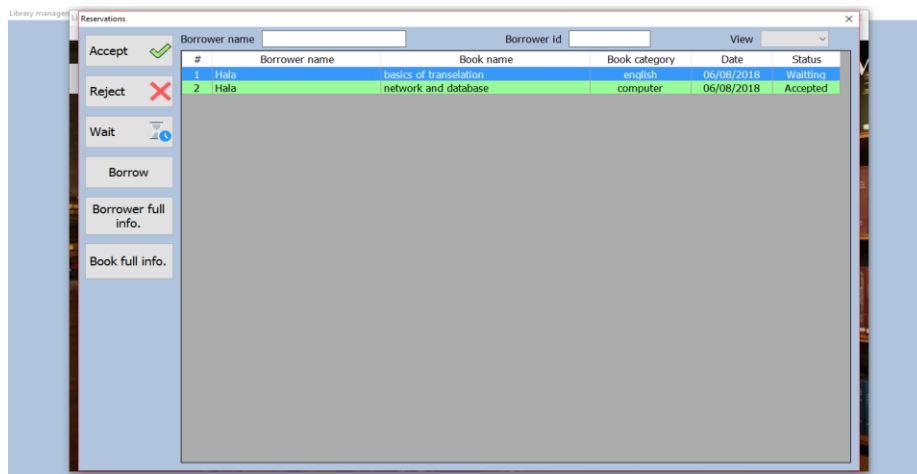 Library managem
Reservations
Accept
Reject
Wait
Borrow
Borrower full
info.
Book full info.
Borrower name Borrower id View
# Borrower name Book name Book category Date Status
1 Hala basics of transelation english 06/08/2018 Waitting
2 Hala network and database computer 06/08/2018 Accepted